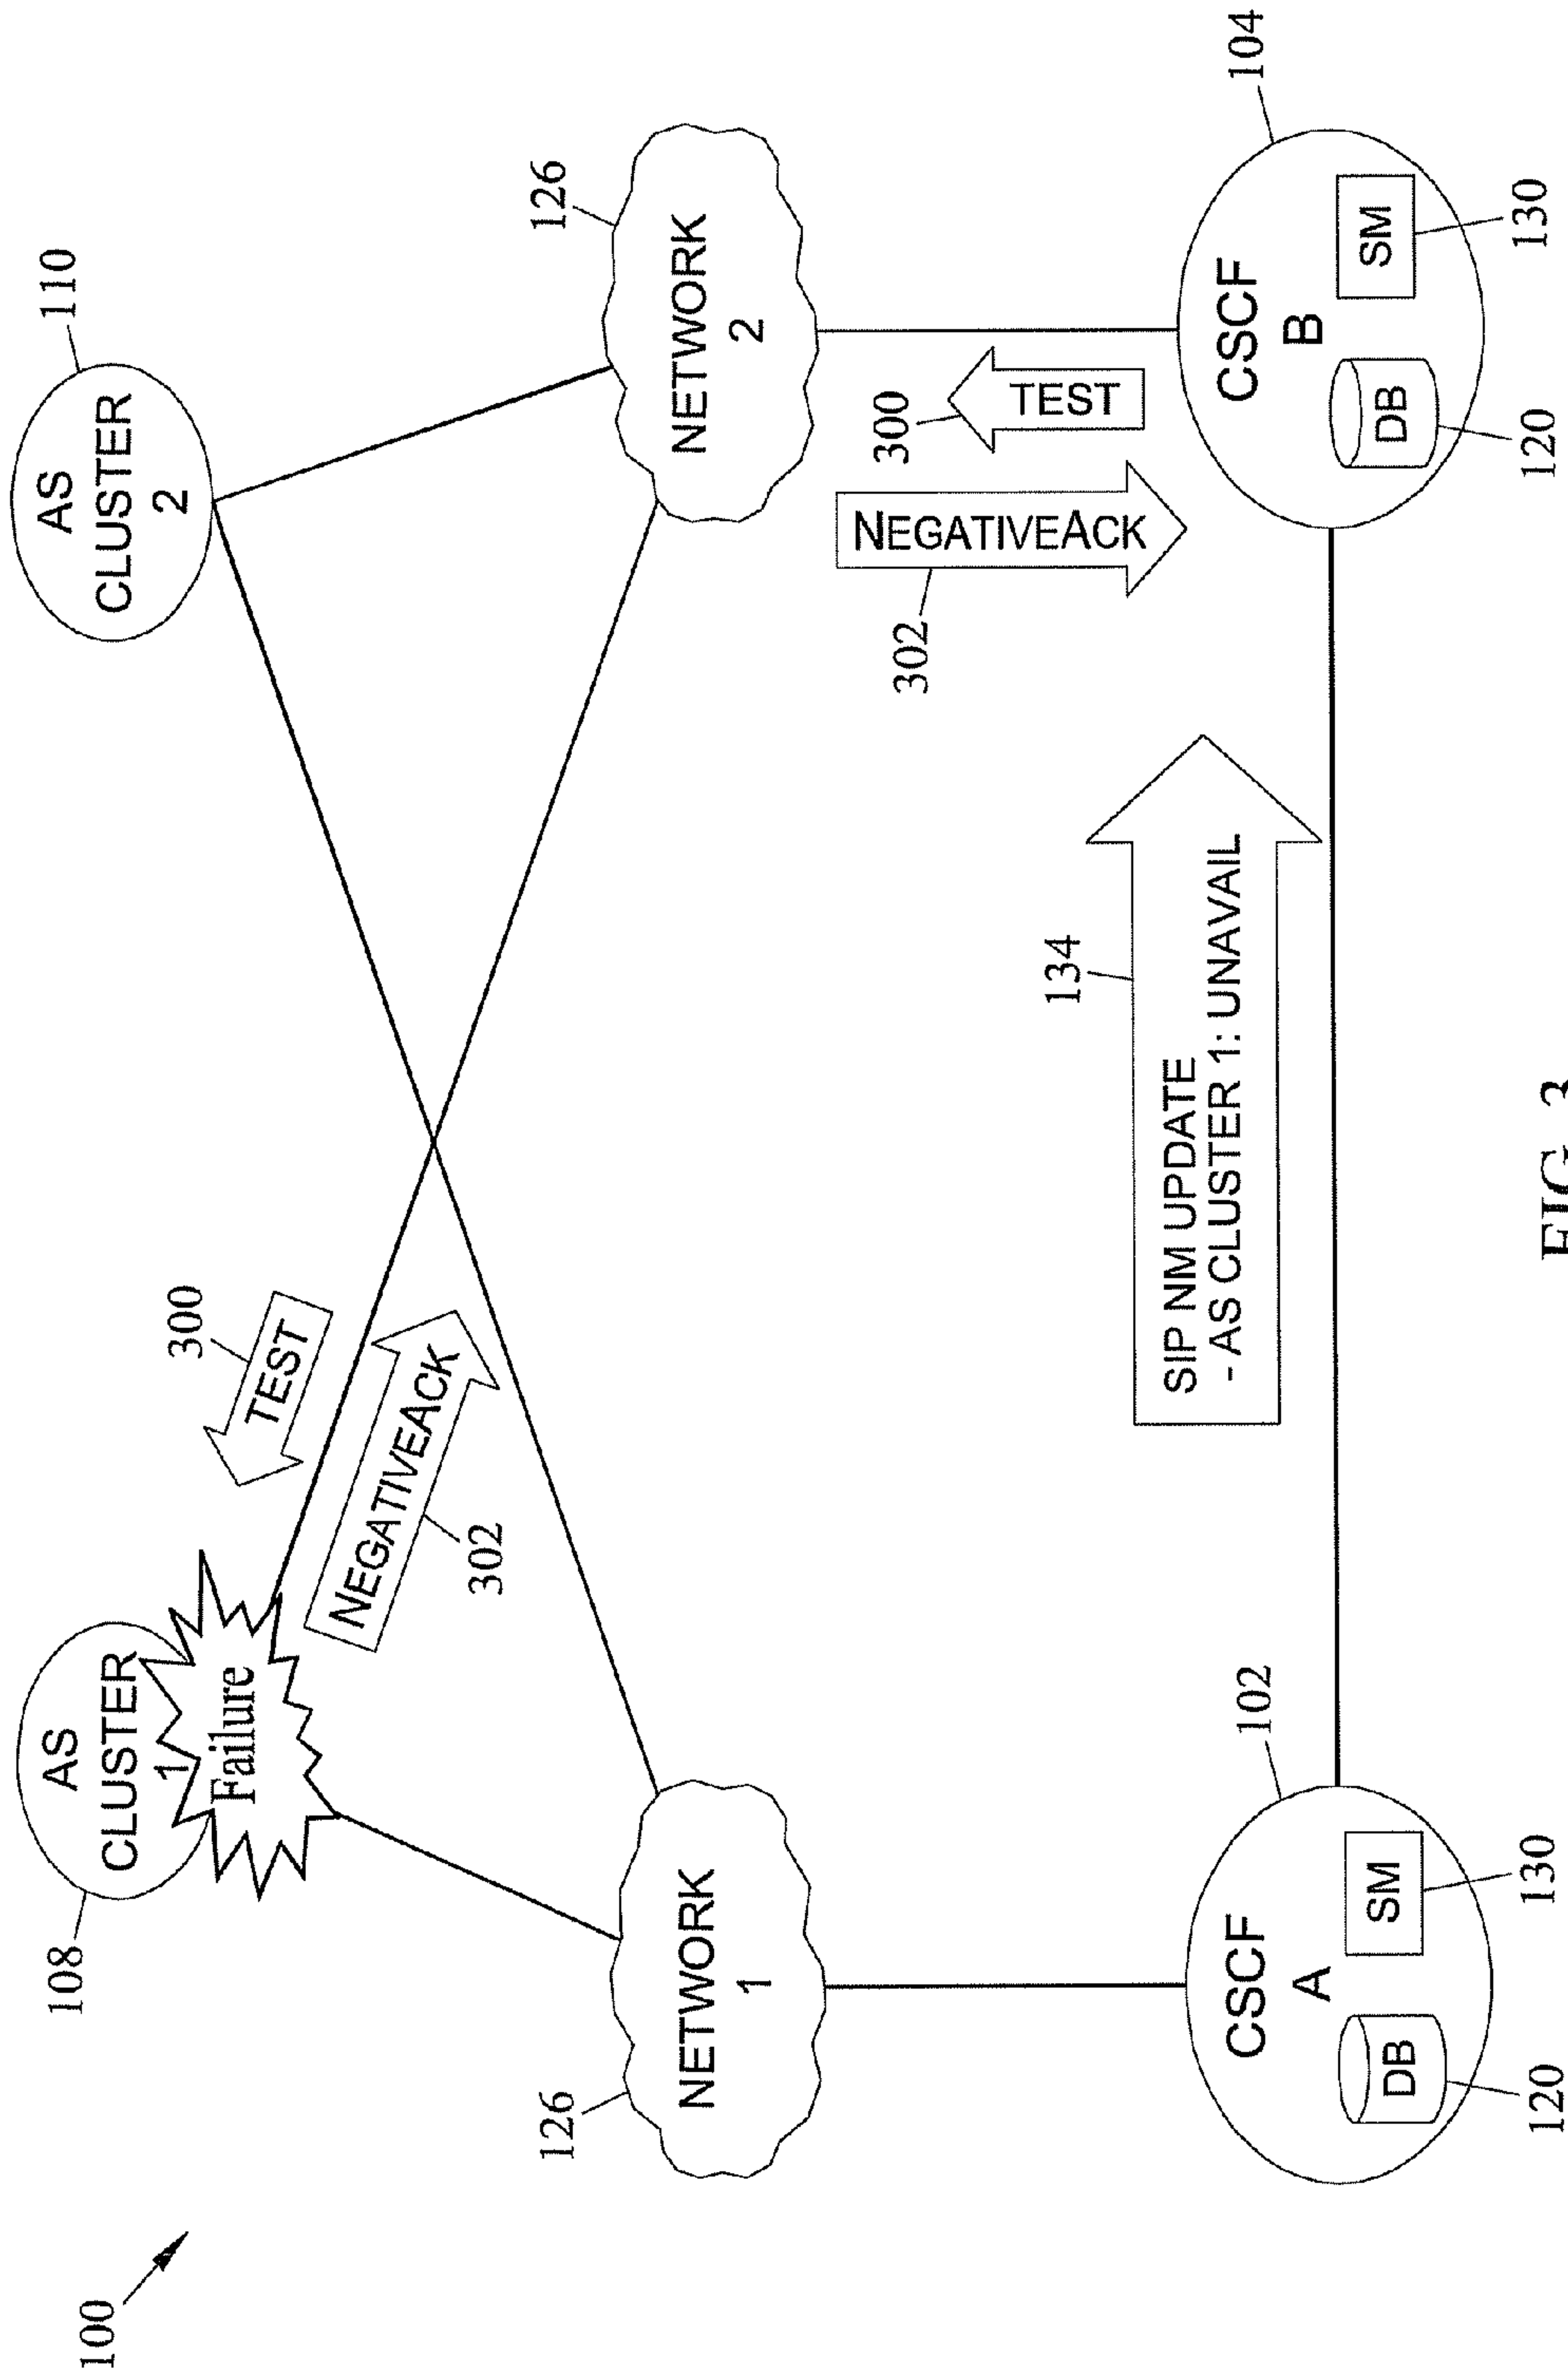 100
108
AS
CLUSTER
1
Failure
300
TEST
NEGATIVEACK
302
110
AS
CLUSTER
2
126
NETWORK
1
126
NETWORK
2
300
TEST
302
NEGATIVEACK
134
SIP NM UPDATE
- AS CLUSTER 1: UNAVAIL
102
CSCF
A
DB
SM
120
130
104
CSCF
B
DB
SM
120
130
FIG. 3